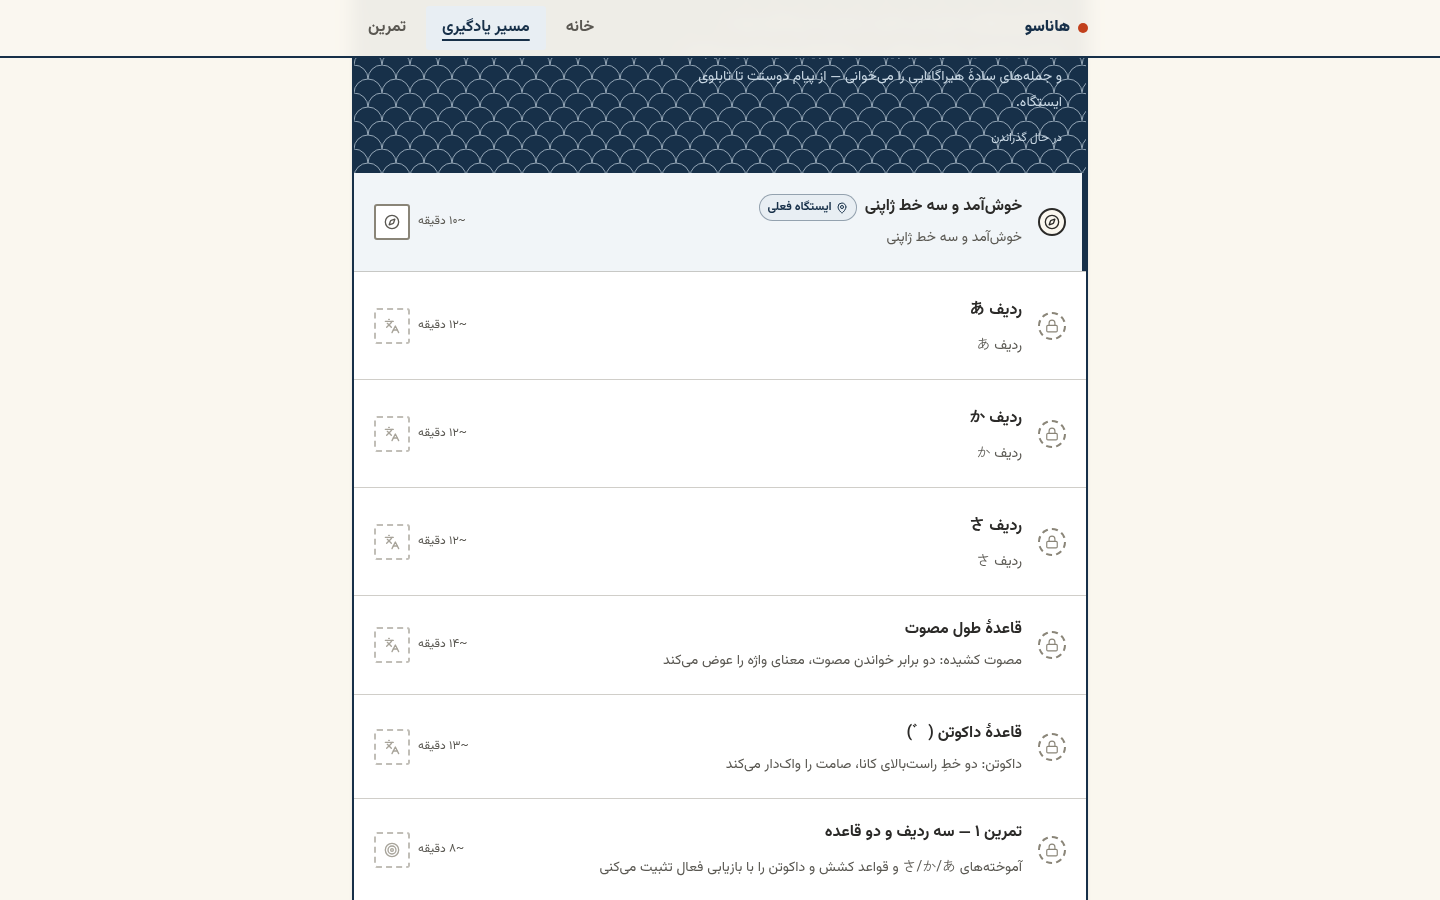 هاناسو
خانه
مسیر یادگیری
تمرین
و جمله‌های سادهٔ هیراگانایی را می‌خوانی — از پیام دوستت تا تابلوی
ایستگاه.
در حال گذراندن
خوش‌آمد و سه خط ژاپنی
ایستگاه فعلی
خوش‌آمد و سه خط ژاپنی
~۱۰ دقیقه
ردیف あ
ردیف あ
~۱۲ دقیقه
ردیف か
ردیف か
~۱۲ دقیقه
ردیف さ
ردیف さ
~۱۲ دقیقه
قاعدهٔ طول مصوت
مصوت کشیده: دو برابر خواندن مصوت، معنای واژه را عوض می‌کند
~۱۴ دقیقه
قاعدهٔ داکوتن (゛)
داکوتن: دو خطِ راست‌بالای کانا، صامت را واک‌دار می‌کند
~۱۳ دقیقه
تمرین ۱ — سه ردیف و دو قاعده
آموخته‌های あ/か/さ و قواعد کشش و داکوتن را با بازیابی فعال تثبیت می‌کنی
~۸ دقیقه